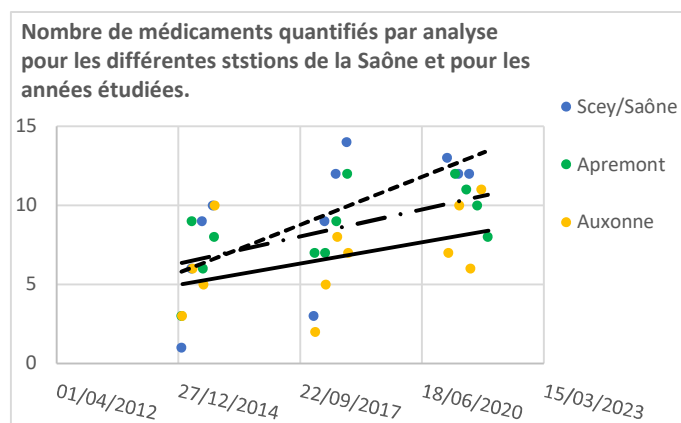 Nombre de médicaments quantifiés par analyse
pour les différentes ststions de la Saône et pour les
années étudiées.
Scey/Saône
Apremont
Auxonne
15
10
5
0
01/04/2012
27/12/2014
22/09/2017
18/06/2020
15/03/2023